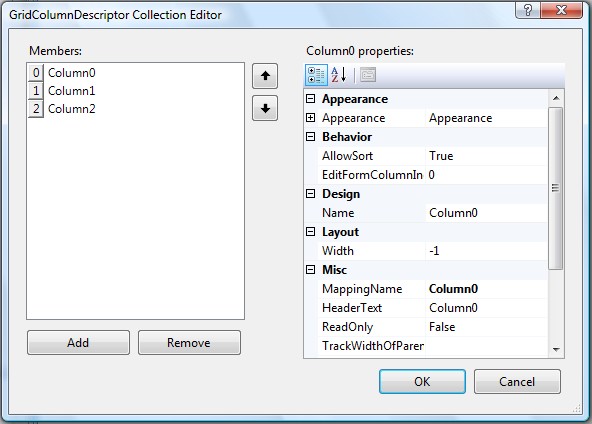 GridColumnDescriptor Collection Editor
Members:
0 Column0
1 Column1
2 Column2
Add
Remove
Column0 properties:
Appearance
Appearance Appearance
Behavior
AllowSort True
EditFormColumnIn 0
Design
Name Column0
Layout
Width -1
Misc
MappingName Column0
HeaderText Column0
ReadOnly False
TrackWidthOfParen
OK
Cancel